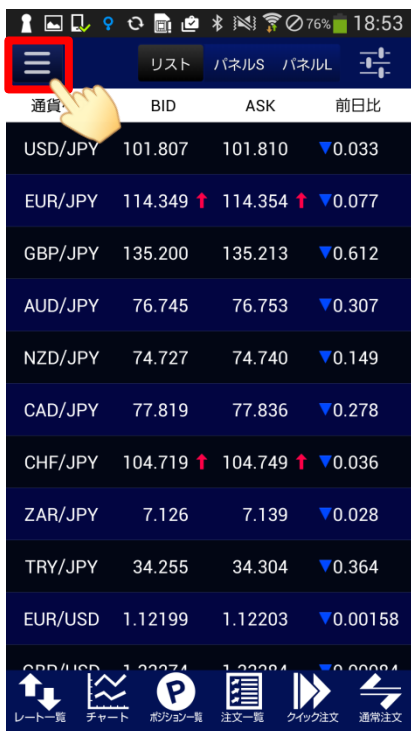 76% 18:53
リスト パネルS パネルL
通貨 BID ASK 前日比
USD/JPY 101.807 101.810 ▼0.033
EUR/JPY 114.349 ↑ 114.354 ↑ ▼0.077
GBP/JPY 135.200 135.213 ▼0.612
AUD/JPY 76.745 76.753 ▼0.307
NZD/JPY 74.727 74.740 ▼0.149
CAD/JPY 77.819 77.836 ▼0.278
CHF/JPY 104.719 ↑ 104.749 ↑ ▼0.036
ZAR/JPY 7.126 7.139 ▼0.028
TRY/JPY 34.255 34.304 ▼0.364
EUR/USD 1.12199 1.12203 ▼0.00158
レート一覧 チャート ポジション一覧 注文一覧 クイック注文 通常注文